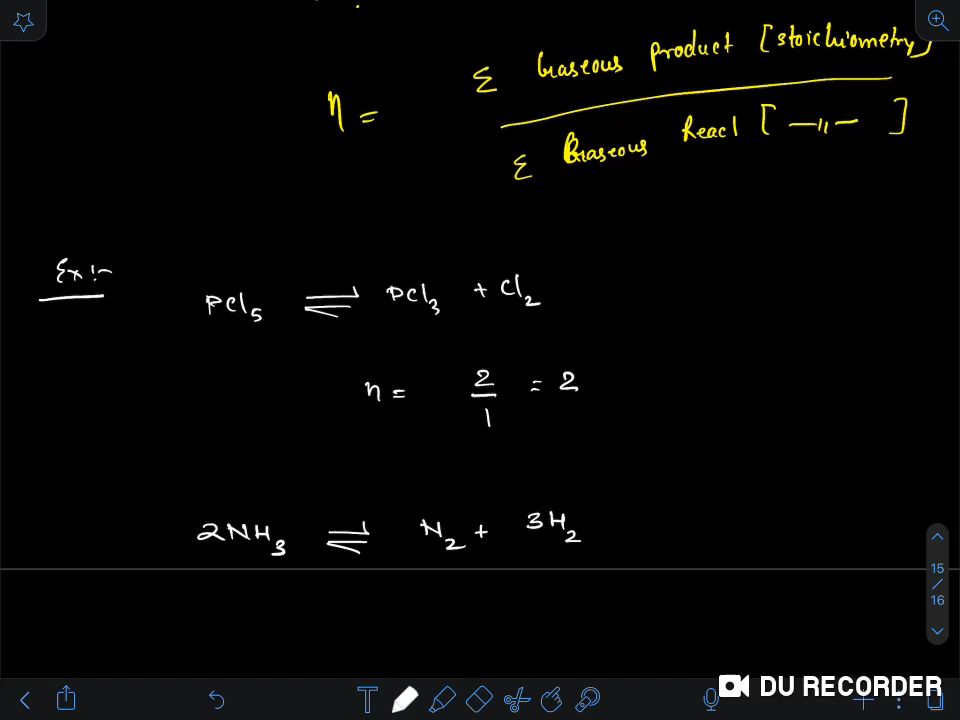 η = Σ Gaseous product [stoichiometry] / Σ Gaseous React [ —〃— ]
Ex:-
PCl5 ⇌ PCl3 + Cl2
n = 2/1 = 2
2NH3 ⇌ N2 + 3H2
15
/
16
T
DU RECORDER